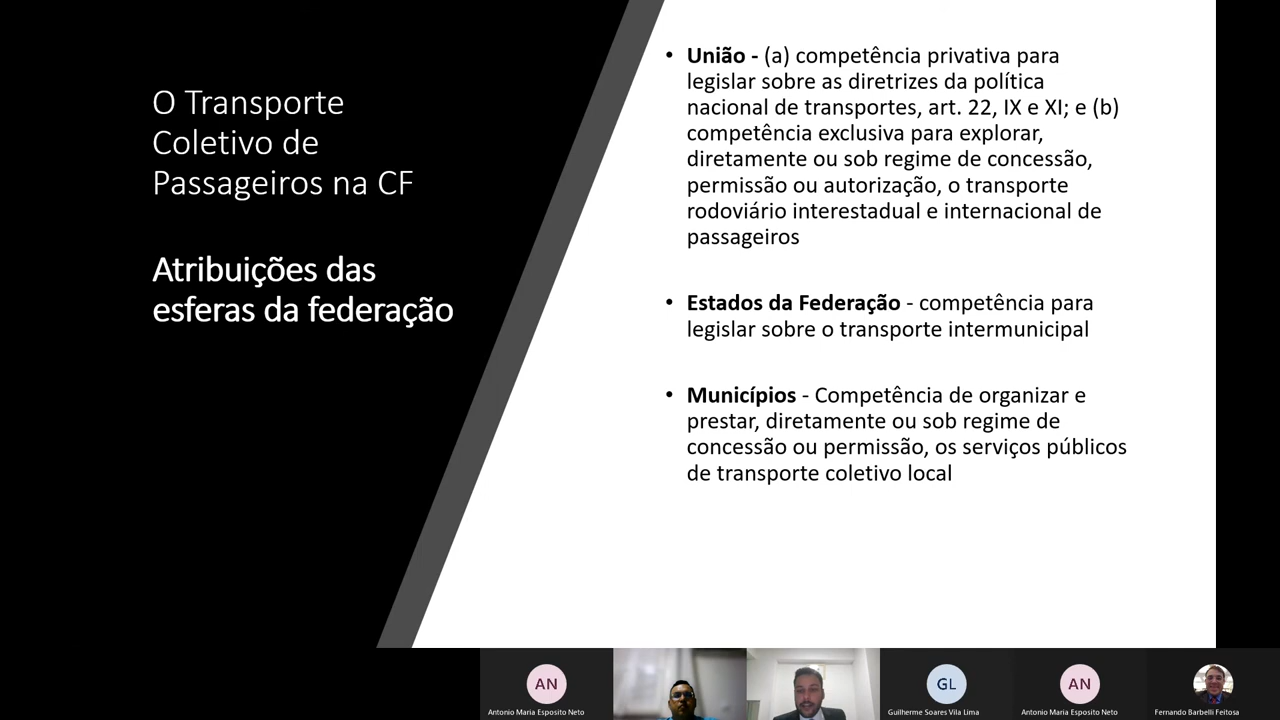 O Transporte
Coletivo de
Passageiros na CF
Atribuições das
esferas da federação
• União - (a) competência privativa para
legislar sobre as diretrizes da política
nacional de transportes, art. 22, IX e XI; e (b)
competência exclusiva para explorar,
diretamente ou sob regime de concessão,
permissão ou autorização, o transporte
rodoviário interestadual e internacional de
passageiros
• Estados da Federação - competência para
legislar sobre o transporte intermunicipal
• Municípios - Competência de organizar e
prestar, diretamente ou sob regime de
concessão ou permissão, os serviços públicos
de transporte coletivo local
AN
GL
AN
Antonio Maria Esposito Neto
Guilherme Soares Vila Lima
Antonio Maria Esposito Neto
Fernando Barbelli Feitosa